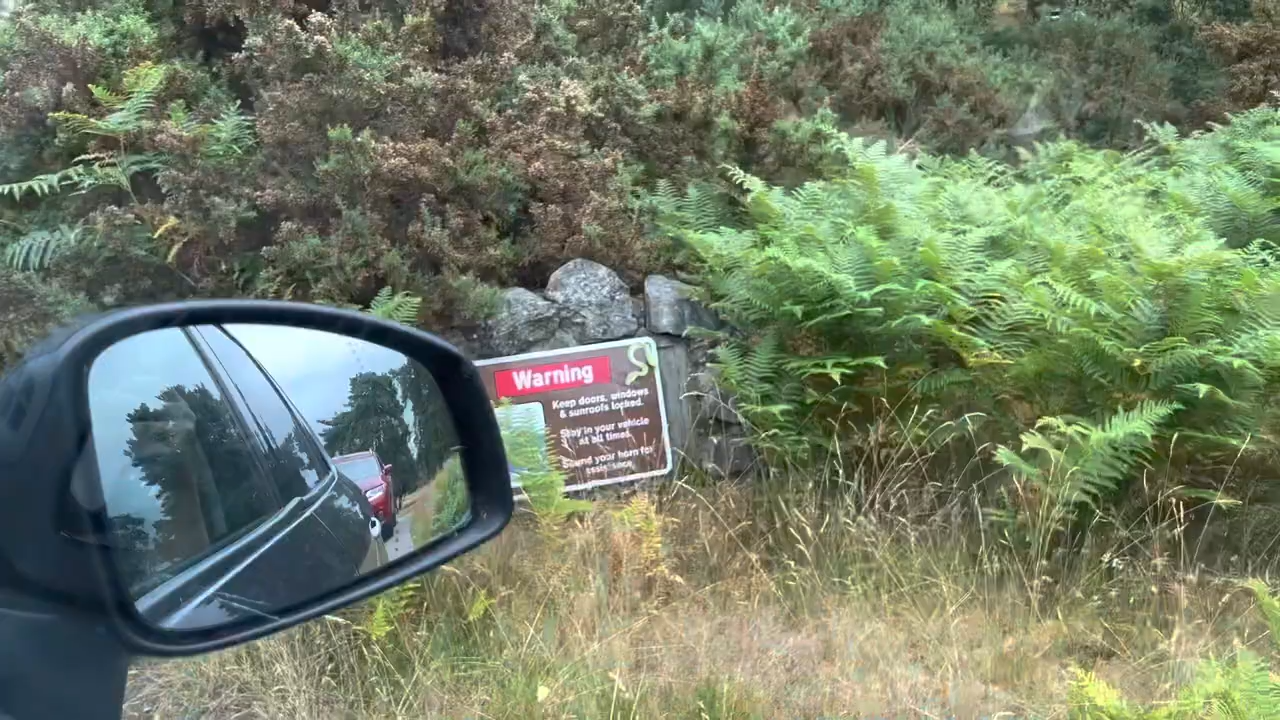 Warning
Keep doors, windows
& sunroofs locked.
Stay in your vehicle
at all times.
Sound your horn for
assistance.